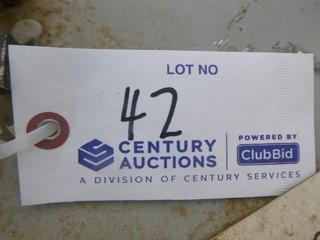 LOT NO
42
CENTURY
AUCTIONS
POWERED BY
ClubBid
A DIVISION OF CENTURY SERVICES